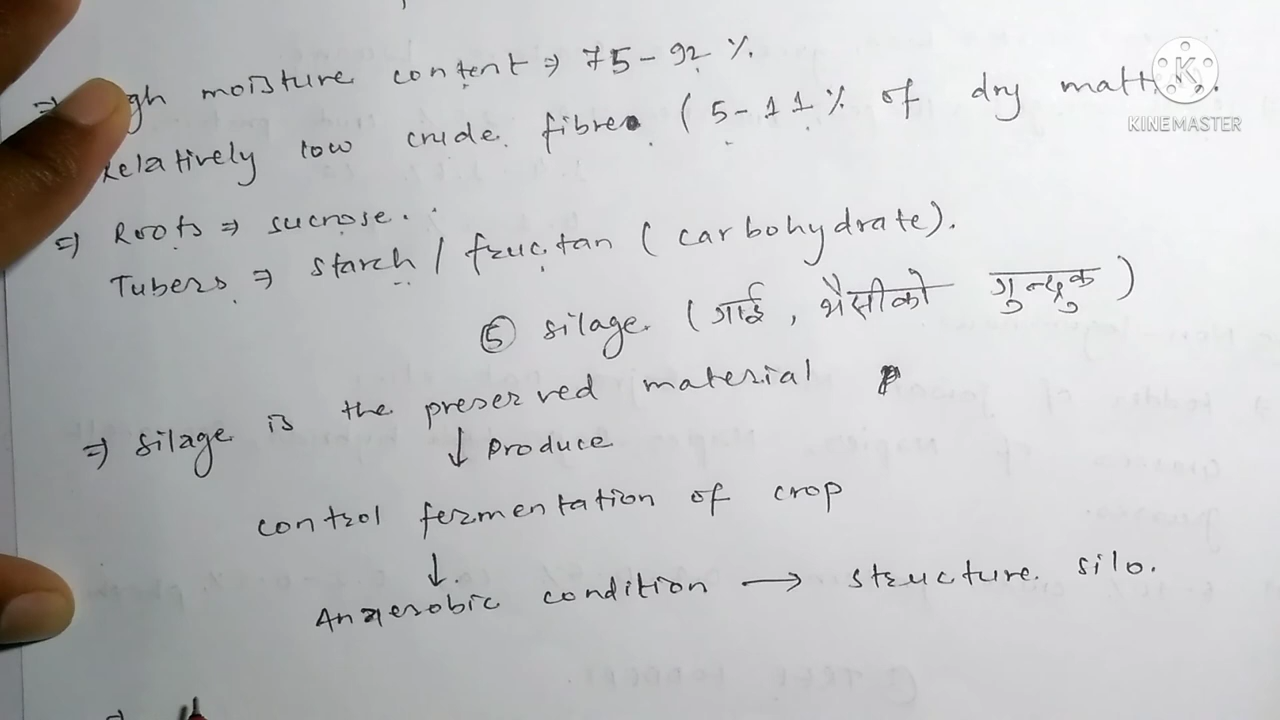 ⇒ gh moisture content ⇒ 75-92 %.
Relatively low crude fibre (5-11% of dry matt
⇒ Roots ⇒ sucrose.
Tubers ⇒ starch / fructan (carbohydrate).
⑤ silage (गाई, भैसीको गुन्द्रुक)
⇒ silage is the preserved material
↓ Produce
control fermentation of crop
↓
Anaerobic condition → structure silo.
⇒
K
KINEMASTER